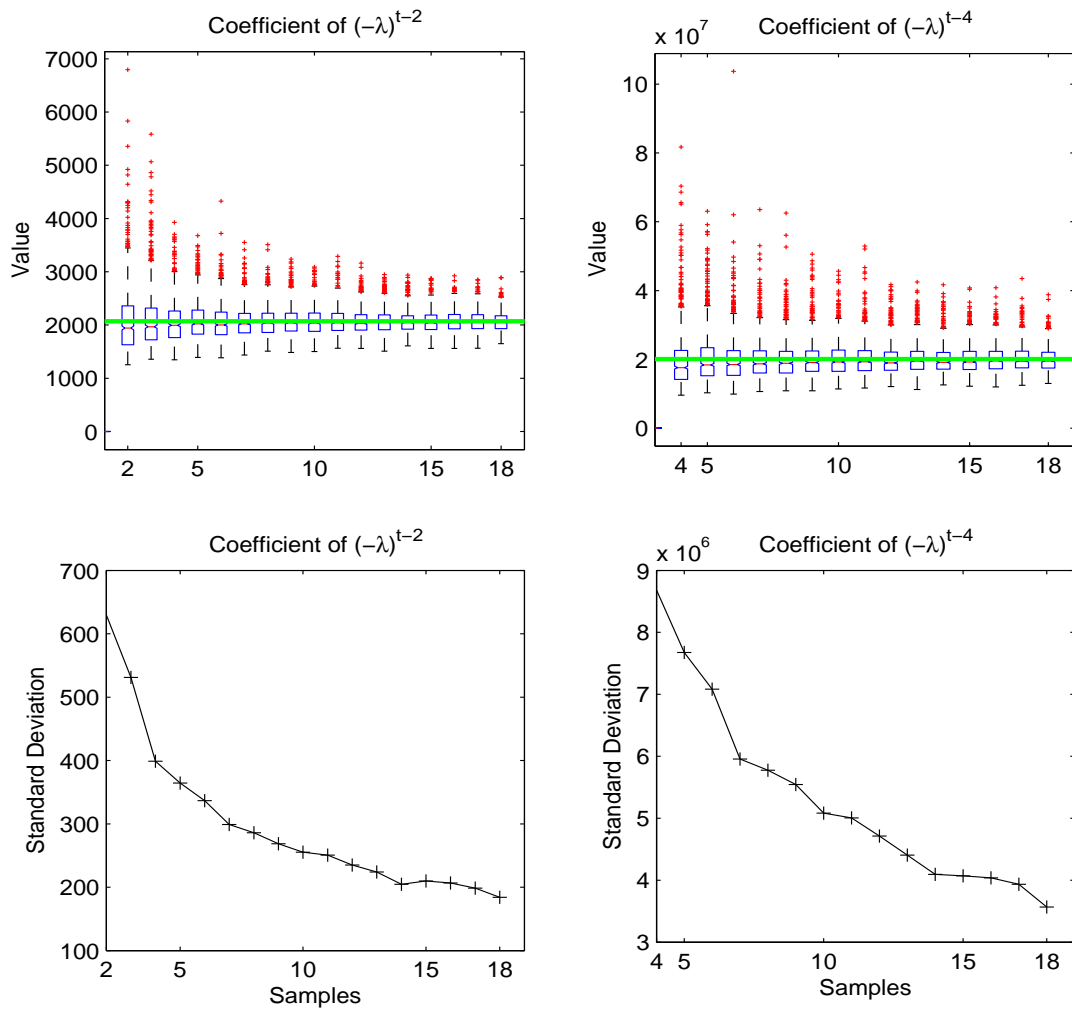 Coefficient of (−λ)^{t−2}
7000
6000
5000
4000
3000
2000
1000
0
Value
2 5 10 15 18
Coefficient of (−λ)^{t−4}
x 10^7
10
8
6
4
2
0
Value
4 5 10 15 18
Coefficient of (−λ)^{t−2}
700
600
500
400
300
200
100
Standard Deviation
2 5 10 15 18
Samples
Coefficient of (−λ)^{t−4}
x 10^6
9
8
7
6
5
4
3
Standard Deviation
4 5 10 15 18
Samples